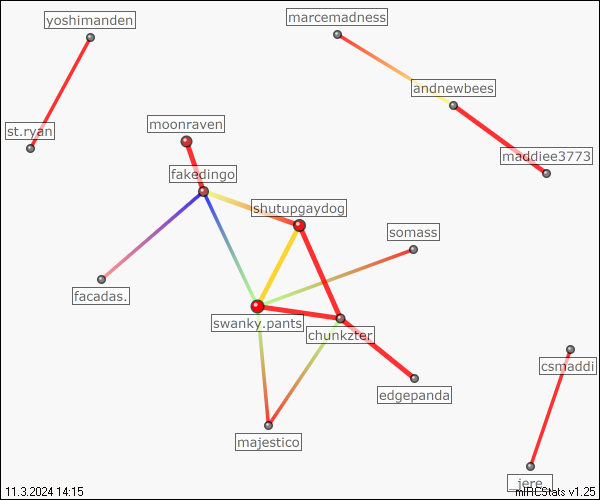 yoshimanden
marcemadness
andnewbees
moonraven
st.ryan
maddiee3773
fakedingo
shutupgaydog
somass
facadas.
swanky.pants
chunkzter
csmaddi
edgepanda
majestico
_jere_
11.3.2024 14:15
mIRCStats v1.25